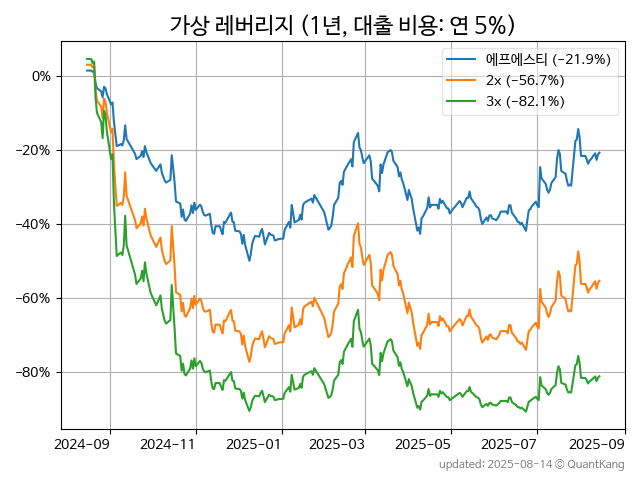 가상 레버리지 (1년, 대출 비용: 연 5%)
에프에스티 (−21.9%)
2x (−56.7%)
3x (−82.1%)
0%
−20%
−40%
−60%
−80%
2024-09 2024-11 2025-01 2025-03 2025-05 2025-07 2025-09
updated: 2025-08-14 © QuantKang